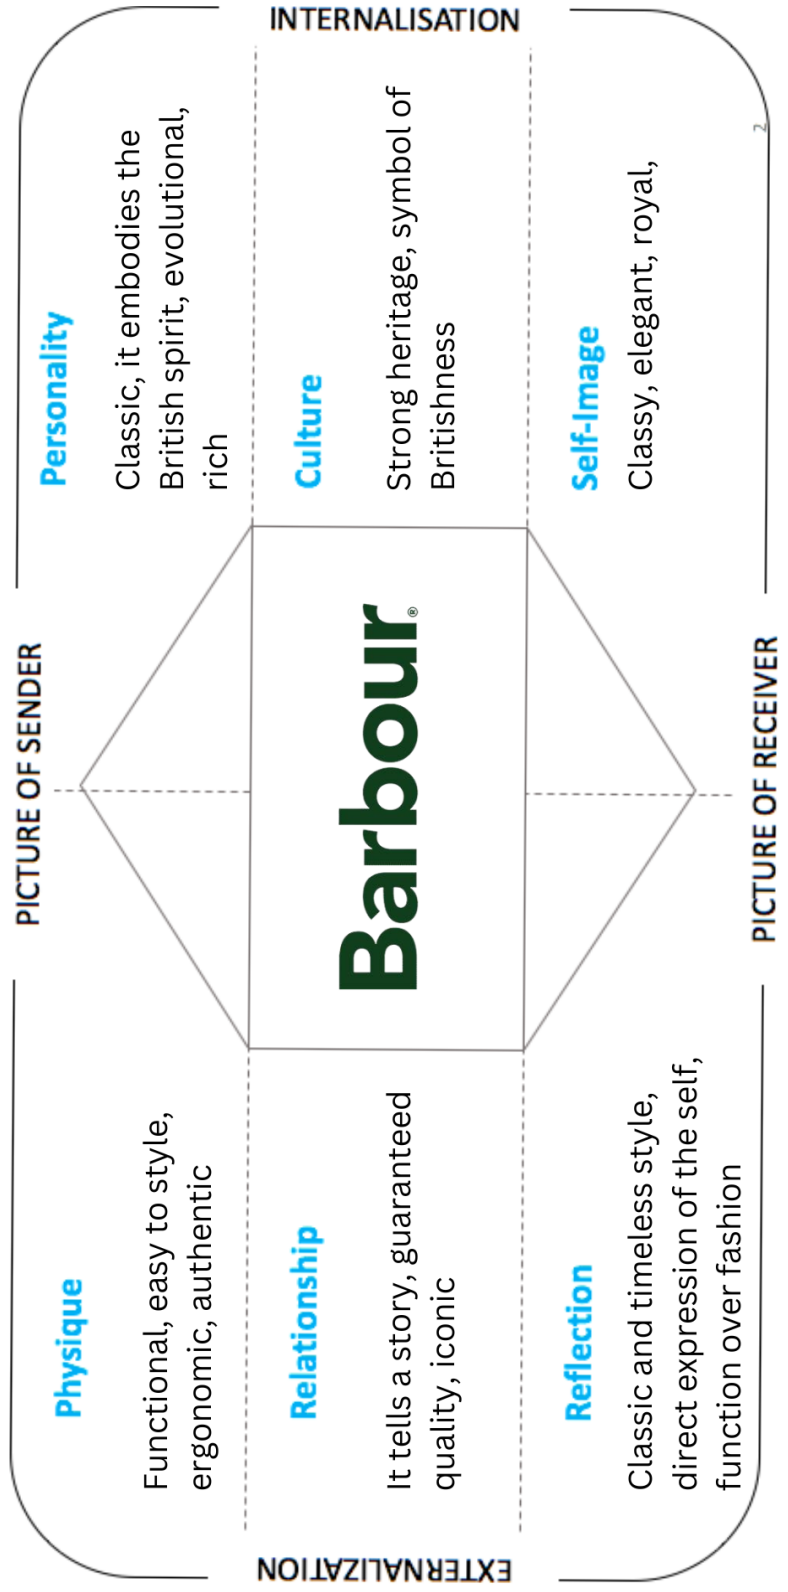 PICTURE OF SENDER
Physique
Functional, easy to style,
ergonomic, authentic
Personality
Classic, it embodies the
British spirit, evolutional,
rich
EXTERNALIZATION
Relationship
It tells a story, guaranteed
quality, iconic
Barbour®
Culture
Strong heritage, symbol of
Britishness
INTERNALISATION
Reflection
Classic and timeless style,
direct expression of the self,
function over fashion
Self-Image
Classy, elegant, royal,
PICTURE OF RECEIVER
2